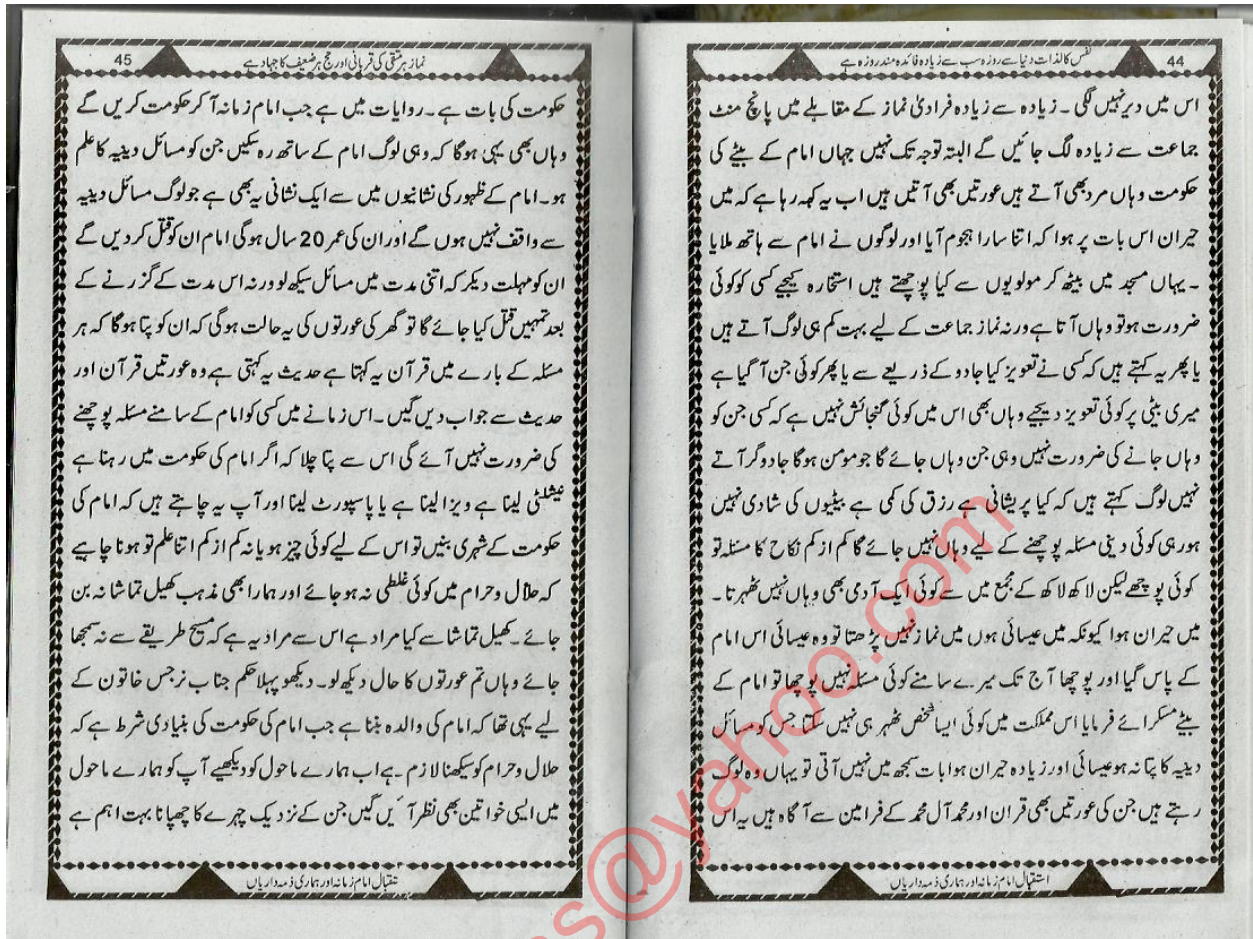 44
نفس کا لذات دنیا سے روزہ سب سے زیادہ فائدہ مند روزہ ہے
اس میں دیر نہیں لگی ۔ زیادہ سے زیادہ فرادیٰ نماز کے مقابلے میں پانچ منٹ
جماعت سے زیادہ لگ جائیں گے البتہ توجہ تک نہیں جہاں امام کے بیٹے کی
حکومت وہاں مرد بھی آتے ہیں عورتیں بھی آتیں ہیں اب یہ کہہ رہا ہے کہ میں
حیران اس بات پر ہوا کہ اتنا سارا ہجوم آیا اور لوگوں نے امام سے ہاتھ ملایا
۔ یہاں مسجد میں بیٹھ کر مولویوں سے کیا پوچھتے ہیں استخارہ کیجیے کسی کو کوئی
ضرورت ہو تو وہاں آتا ہے ورنہ نماز جماعت کے لیے بہت کم ہی لوگ آتے ہیں
یا پھر یہ کہتے ہیں کہ کسی نے تعویز کیا جادو کے ذریعے سے یا پھر کوئی جن آگیا ہے
میری بیٹی پر کوئی تعویز دیجیے وہاں بھی اس میں کوئی گنجائش نہیں ہے کہ کسی جن کو
وہاں جانے کی ضرورت نہیں وہی جن وہاں جائے گا جو مومن ہوگا جادوگر آتے
نہیں لوگ کہتے ہیں کہ کیا پریشانی ہے رزق کی کمی ہے بیٹیوں کی شادی نہیں
ہو رہی کوئی دینی مسئلہ پوچھنے کے لیے وہاں نہیں جائے گا کم از کم نکاح کا مسئلہ تو
کوئی پوچھے لیکن لاکھ لاکھ کے مجمع میں سے کوئی ایک آدمی بھی وہاں نہیں ٹھہرتا ۔
میں حیران ہوا کیونکہ میں عیسائی ہوں میں نماز نہیں پڑھتا تو وہ عیسائی اس امام
کے پاس گیا اور پوچھا آج تک میرے سامنے کوئی مسئلہ نہیں پوچھا تو امام کے
بیٹے مسکرائے فرمایا اس مملکت میں کوئی ایسا شخص ٹھہر ہی نہیں سکتا جس کو مسائل
دینیہ کا پتا نہ ہو عیسائی اور زیادہ حیران ہوا بات سمجھ میں نہیں آتی تو یہاں وہ لوگ
رہتے ہیں جن کی عورتیں بھی قرآن اور محمد آل محمد کے فرامین سے آگاہ ہیں یہ اس
استقبال امام زمانہ اور ہماری ذمہ داریاں
45
نماز ہر متقی کی قربانی اور حج ہر ضعیف کا جہاد ہے
حکومت کی بات ہے ۔ روایات میں ہے جب امام زمانہ آکر حکومت کریں گے
وہاں بھی یہی ہوگا کہ وہی لوگ امام کے ساتھ رہ سکیں جن کو مسائل دینیہ کا علم
ہو ۔ امام کے ظہور کی نشانیوں میں سے ایک نشانی یہ بھی ہے جو لوگ مسائل دینیہ
سے واقف نہیں ہوں گے اور ان کی عمر 20 سال ہوگی امام ان کو قتل کر دیں گے
ان کو مہلت دیکر کہ اتنی مدت میں مسائل سیکھ لو ورنہ اس مدت کے گزرنے کے
بعد تمہیں قتل کیا جائے گا تو گھر کی عورتوں کی یہ حالت ہوگی کہ ان کو پتا ہوگا کہ ہر
مسئلہ کے بارے میں قرآن یہ کہتا ہے حدیث یہ کہتی ہے وہ عورتیں قرآن اور
حدیث سے جواب دیں گیں ۔ اس زمانے میں کسی کو امام کے سامنے مسئلہ پوچھنے
کی ضرورت نہیں آئے گی اس سے پتا چلا کہ اگر امام کی حکومت میں رہنا ہے
نیشلٹی لینا ہے ویزا لینا ہے یا پاسپورٹ لینا اور آپ یہ چاہتے ہیں کہ امام کی
حکومت کے شہری بنیں تو اس کے لیے کوئی چیز ہو یا نہ کم از کم اتنا علم تو ہونا چاہیے
کہ حلال و حرام میں کوئی غلطی نہ ہو جائے اور ہمارا بھی مذہب کھیل تماشا نہ بن
جائے ۔ کھیل تماشا سے کیا مراد ہے اس سے مراد یہ ہے کہ مسیح طریقے سے نہ سمجھا
جائے وہاں تم عورتوں کا حال دیکھ لو ۔ دیکھو پہلا حکم جناب نرجس خاتون کے
لیے یہی تھا کہ امام کی والدہ بننا ہے جب امام کی حکومت کی بنیادی شرط ہے کہ
حلال و حرام کو سیکھنا لازم ۔ ہے اب ہمارے ماحول کو دیکھیے آپ کو ہمارے ماحول
میں ایسی خواتین بھی نظر آئیں گیں جن کے نزدیک چہرے کا چھپانا بہت اہم ہے
ستقبال امام زمانہ اور ہماری ذمہ داریاں
s@yahoo.com